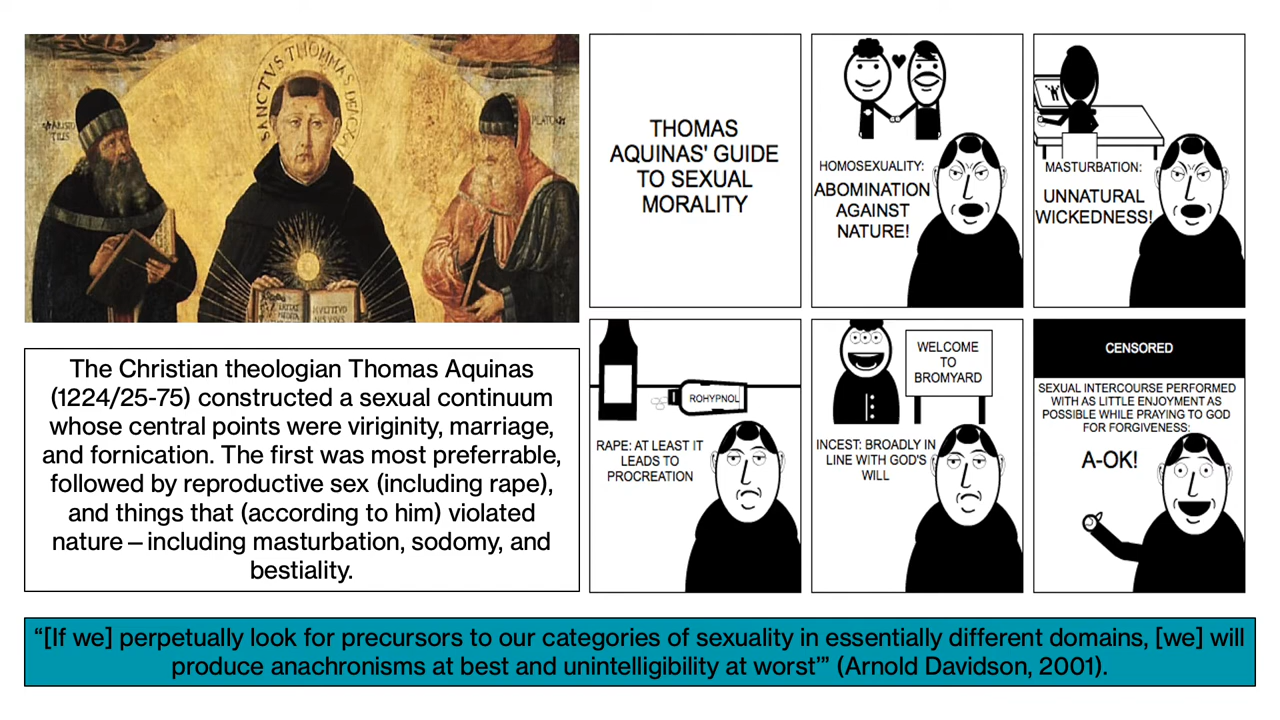 SANCTVS THOMMAS DEAQV
ARISTO
TILES
PLATO
The Christian theologian Thomas Aquinas
(1224/25-75) constructed a sexual continuum
whose central points were viriginity, marriage,
and fornication. The first was most preferrable,
followed by reproductive sex (including rape),
and things that (according to him) violated
nature – including masturbation, sodomy, and
bestiality.
THOMAS
AQUINAS' GUIDE
TO SEXUAL
MORALITY
HOMOSEXUALITY:
ABOMINATION
AGAINST
NATURE!
MASTURBATION:
UNNATURAL
WICKEDNESS!
ROHYPNOL
RAPE: AT LEAST IT
LEADS TO
PROCREATION
WELCOME
TO
BROMYARD
INCEST: BROADLY IN
LINE WITH GOD'S
WILL
CENSORED
SEXUAL INTERCOURSE PERFORMED
WITH AS LITTLE ENJOYMENT AS
POSSIBLE WHILE PRAYING TO GOD
FOR FORGIVENESS:
A-OK!
“[If we] perpetually look for precursors to our categories of sexuality in essentially different domains, [we] will
produce anachronisms at best and unintelligibility at worst’” (Arnold Davidson, 2001).